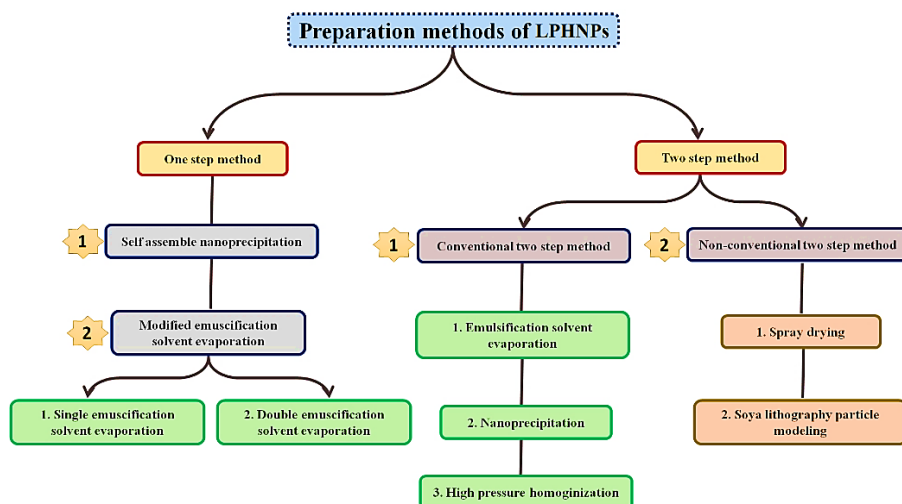 Preparation methods of LPHNPs
One step method
Two step method
1
Self assemble nanoprecipitation
1
Conventional two step method
2
Non-conventional two step method
2
Modified emuscification
solvent evaporation
1. Emulsification solvent
evaporation
1. Spray drying
1. Single emuscification
solvent evaporation
2. Double emuscification
solvent evaporation
2. Nanoprecipitation
2. Soya lithography particle
modeling
3. High pressure homoginization